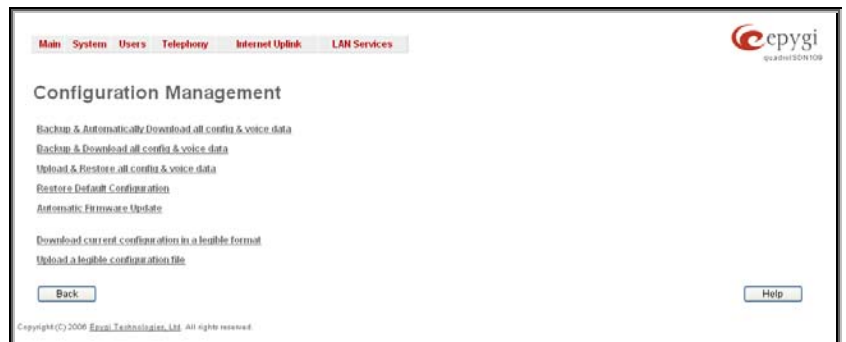 Main System Users Telephony Internet Uplink LAN Services
epygi
Configuration Management
Backup & Automatically Download all config & voice data
Backup & Download all config & voice data
Upload & Restore all config & voice data
Restore Default Configuration
Automatic Firmware Update
Download current configuration in a legible format
Upload a legible configuration file
Back Help
Copyright (C) 2006 Epygi Technologies, Ltd. All rights reserved.